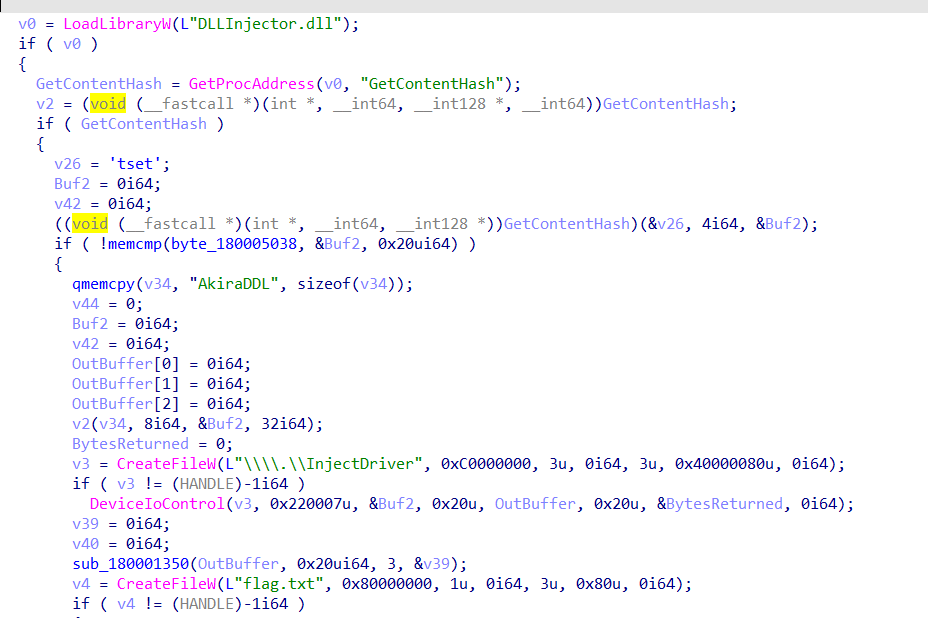 v0 = LoadLibraryW(L"DLLInjector.dll");
if ( v0 )
{
GetContentHash = GetProcAddress(v0, "GetContentHash");
v2 = (void (__fastcall *)(int *, __int64, __int128 *, __int64))GetContentHash;
if ( GetContentHash )
{
v26 = 'tset';
Buf2 = 0i64;
v42 = 0i64;
((void (__fastcall *)(int *, __int64, __int128 *))GetContentHash)(&v26, 4i64, &Buf2);
if ( !memcmp(byte_180005038, &Buf2, 0x20ui64) )
{
qmemcpy(v34, "AkiraDDL", sizeof(v34));
v44 = 0;
Buf2 = 0i64;
v42 = 0i64;
OutBuffer[0] = 0i64;
OutBuffer[1] = 0i64;
OutBuffer[2] = 0i64;
v2(v34, 8i64, &Buf2, 32i64);
BytesReturned = 0;
v3 = CreateFileW(L"\\\\.\\InjectDriver", 0xC0000000, 3u, 0i64, 3u, 0x40000080u, 0i64);
if ( v3 != (HANDLE)-1i64 )
DeviceIoControl(v3, 0x220007u, &Buf2, 0x20u, OutBuffer, 0x20u, &BytesReturned, 0i64);
v39 = 0i64;
v40 = 0i64;
sub_180001350(OutBuffer, 0x20ui64, 3, &v39);
v4 = CreateFileW(L"flag.txt", 0x80000000, 1u, 0i64, 3u, 0x80u, 0i64);
if ( v4 != (HANDLE)-1i64 )